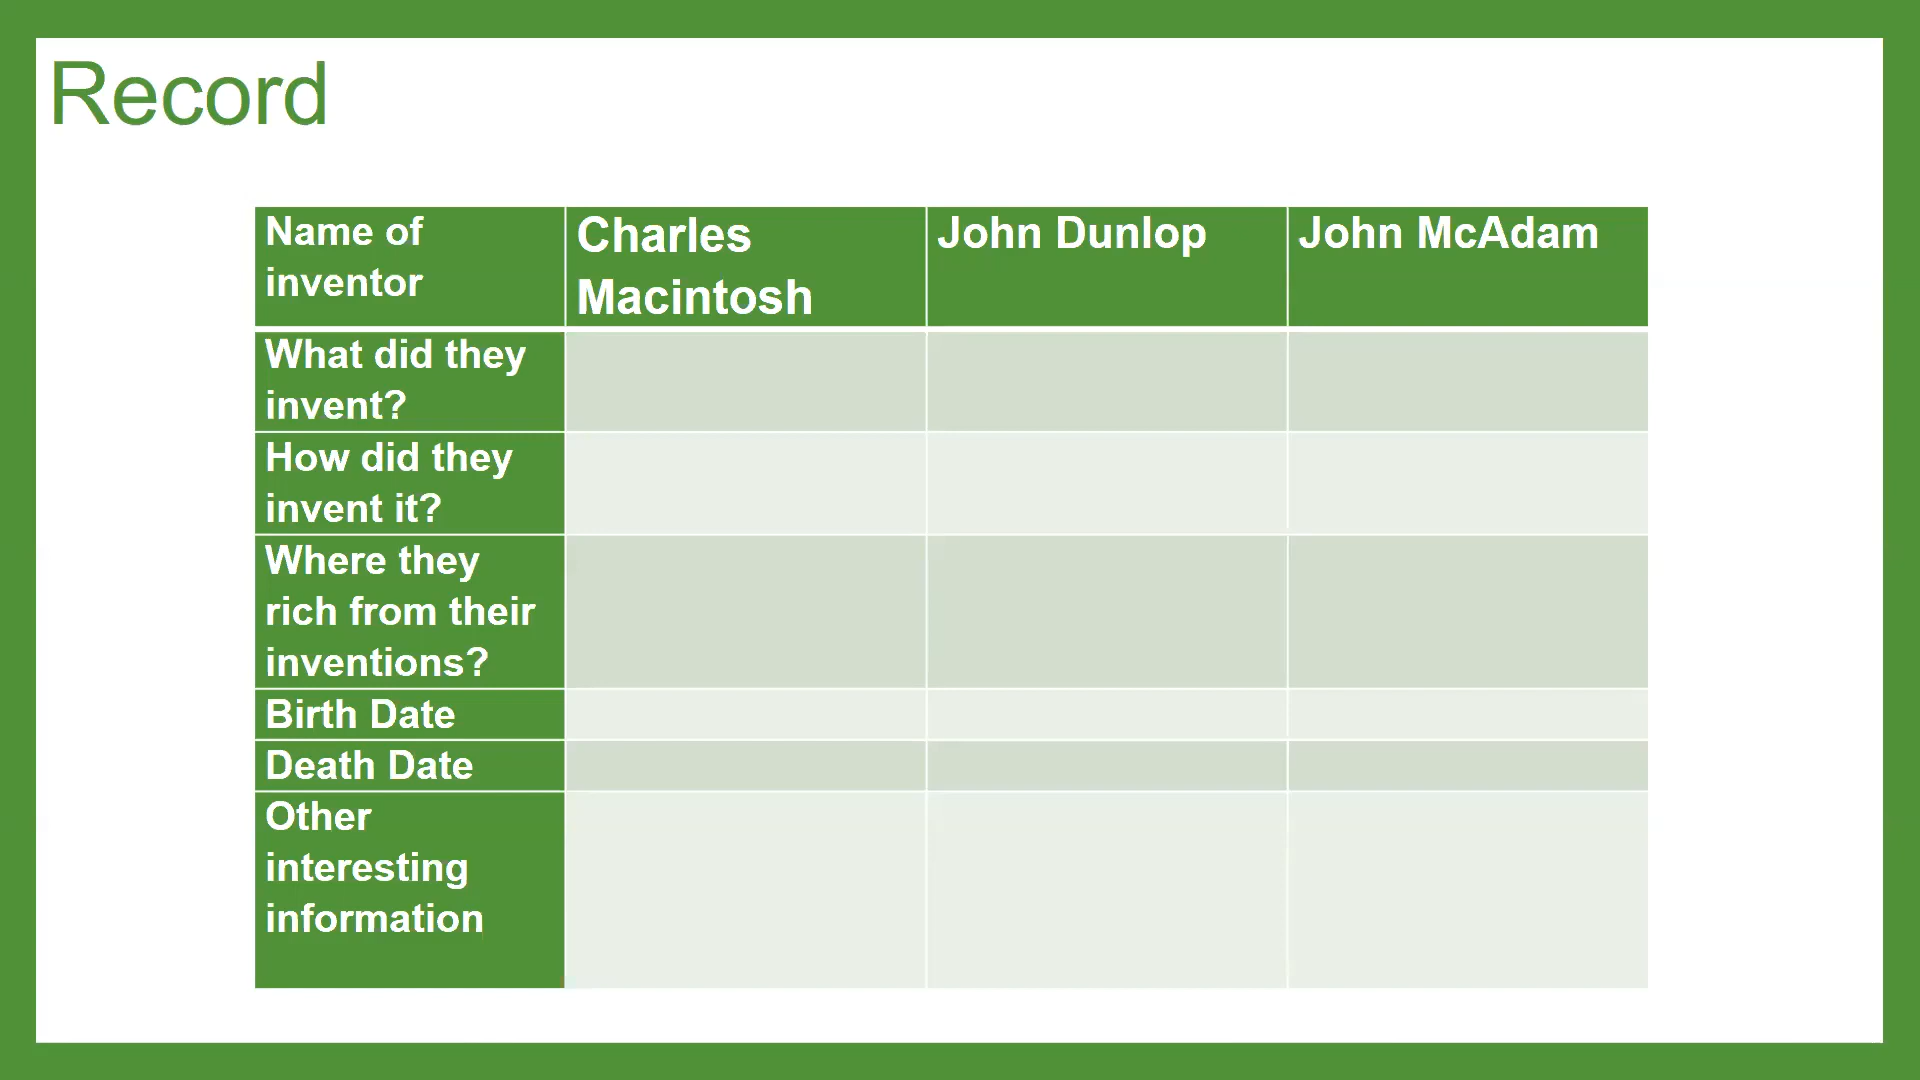 Record
Name of
inventor
Charles
Macintosh
John Dunlop
John McAdam
What did they
invent?
How did they
invent it?
Where they
rich from their
inventions?
Birth Date
Death Date
Other
interesting
information